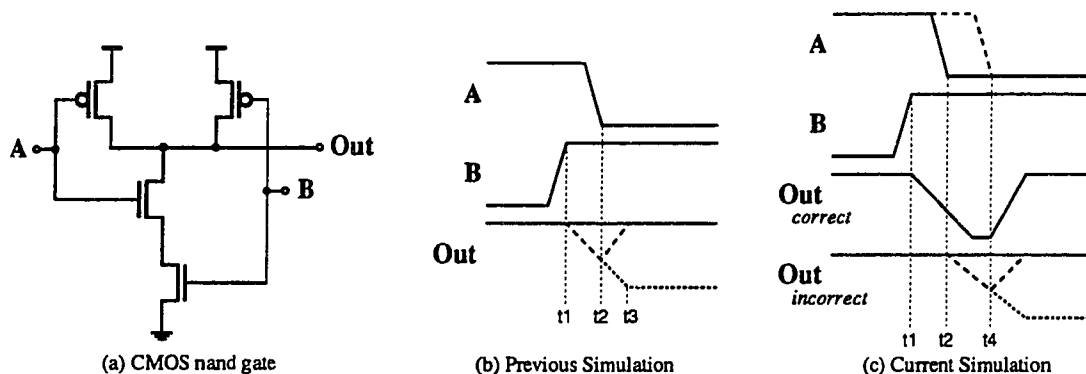 A
Out
B
(a) CMOS nand gate
A
B
Out
t1 t2 t3
(b) Previous Simulation
A
B
Out
correct
Out
incorrect
t1 t2 t4
(c) Current Simulation